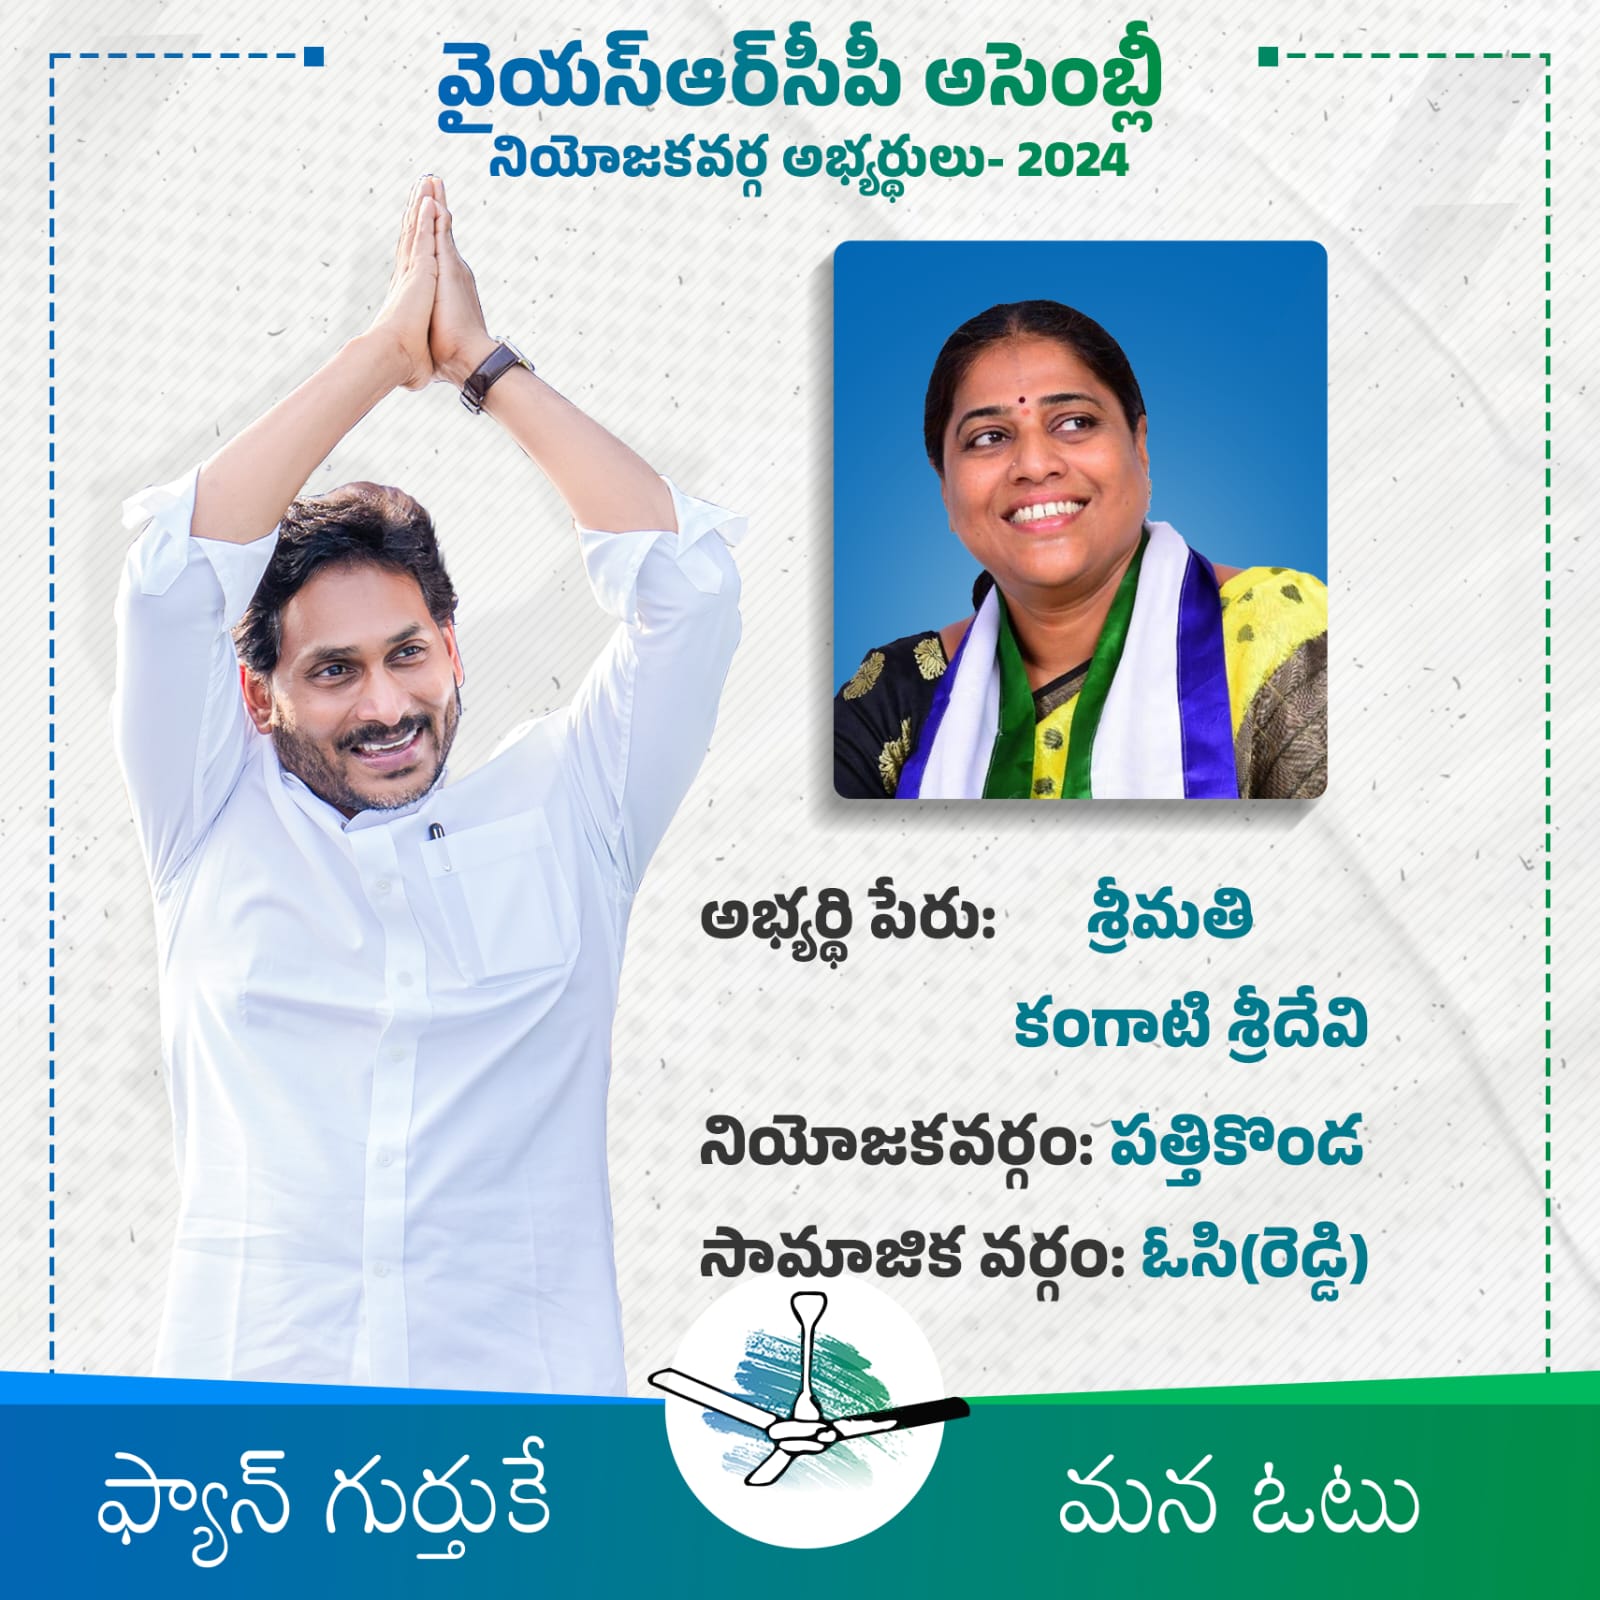 వైయస్ఆర్‌సీపీ అసెంబ్లీ
నియోజకవర్గ అభ్యర్థులు- 2024
అభ్యర్థి పేరు: శ్రీమతి
కంగాటి శ్రీదేవి
నియోజకవర్గం: పత్తికొండ
సామాజిక వర్గం: ఓసి(రెడ్డి)
ఫ్యాన్ గుర్తుకే మన ఓటు